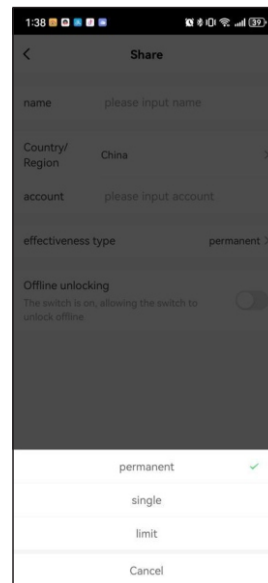 1:38 39
Share
name please input name
Country/
Region China
account please input account
effectiveness type permanent
Offline unlocking
The switch is on, allowing the switch to
unlock offline
permanent
single
limit
Cancel